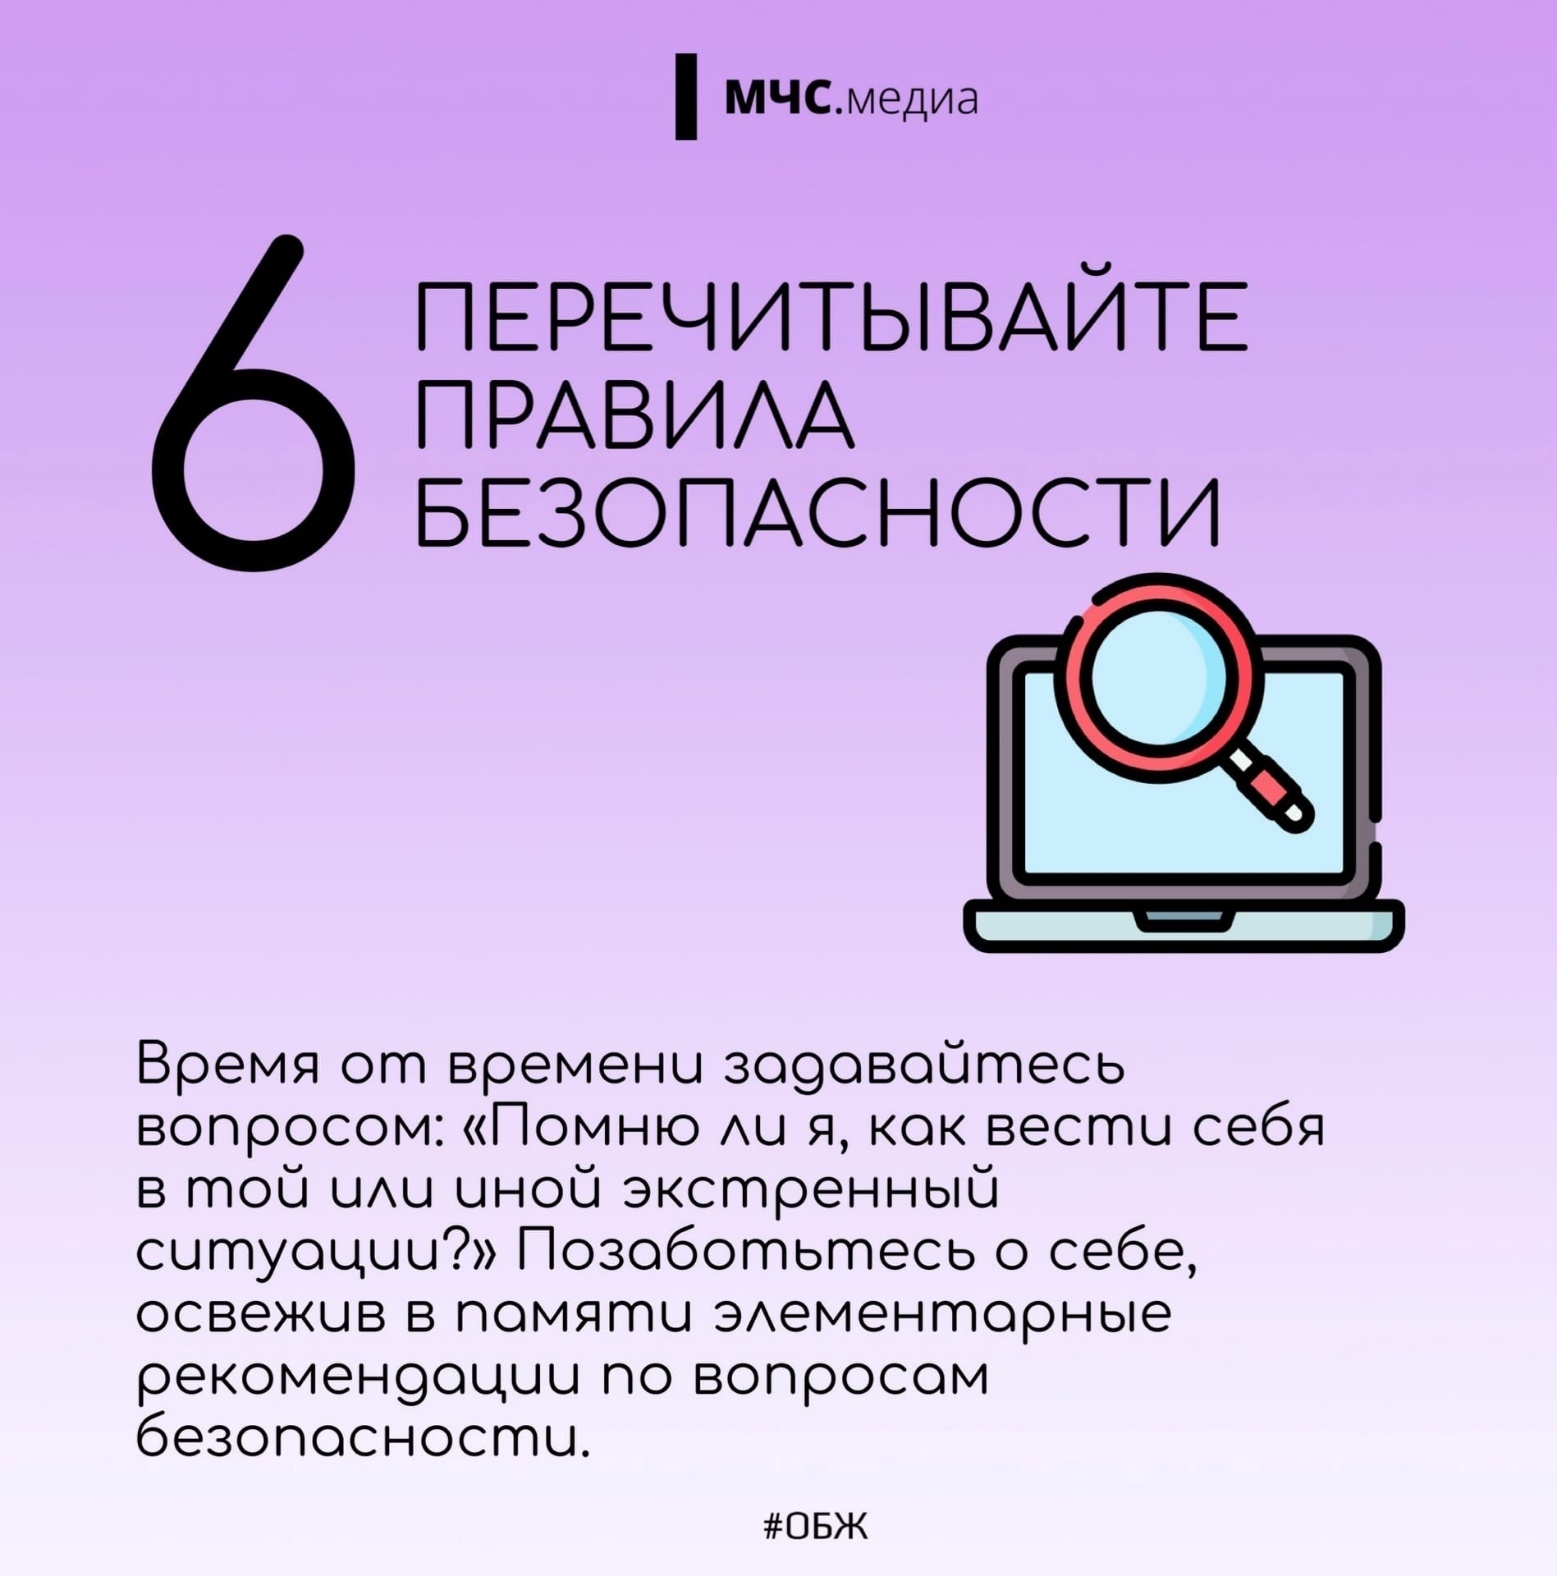 МЧС.медиа
6
ПЕРЕЧИТЫВАЙТЕ
ПРАВИЛА
БЕЗОПАСНОСТИ
Время от времени задавайтесь
вопросом: «Помню ли я, как вести себя
в той или иной экстренный
ситуации?» Позаботьтесь о себе,
освежив в памяти элементарные
рекомендации по вопросам
безопасности.
#ОБЖ